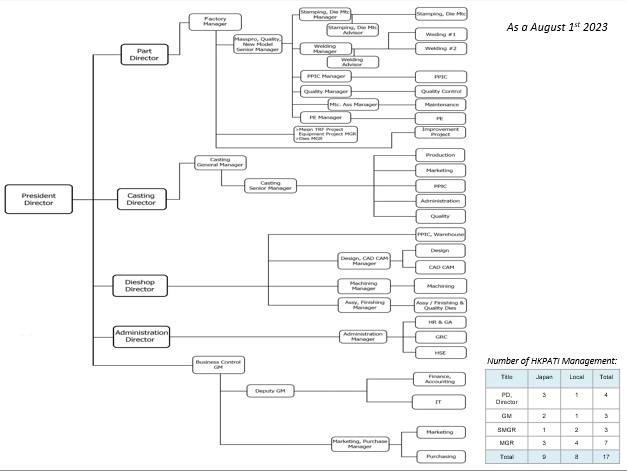 As a August 1st 2023
President
Director
Part
Director
Factory
Manager
Masspro, Quality,
New Model
Senior Manager
Stamping, Die Mtc
Manager
Stamping, Die Mtc
Advisor
Stamping, Die Mtc
Welding
Manager
Welding
Advisor
Welding #1
Welding #2
PPIC Manager
PPIC
Quality Manager
Quality Control
Mtc. Ass Manager
Maintenance
PE Manager
PE
>Meon TRF Project
Equipment Project MGR
>Dies MGR
Improvement
Project
Casting
Director
Casting
General Manager
Casting
Senior Manager
Production
Marketing
PPIC
Administration
Quality
Dieshop
Director
PPIC, Warehouse
Design, CAD CAM
Manager
Design
CAD CAM
Machining
Manager
Machining
Assy, Finishing
Manager
Assy / Finishing &
Quality Dies
Administration
Director
Administration
Manager
HR & GA
GRC
HSE
Business Control
GM
Deputy GM
Finance,
Accounting
IT
Marketing, Purchase
Manager
Marketing
Purchasing
Number of HKPATI Management:
Title Japan Local Total
PD,
Director 3 1 4
GM 2 1 3
SMGR 1 2 3
MGR 3 4 7
Total 9 8 17